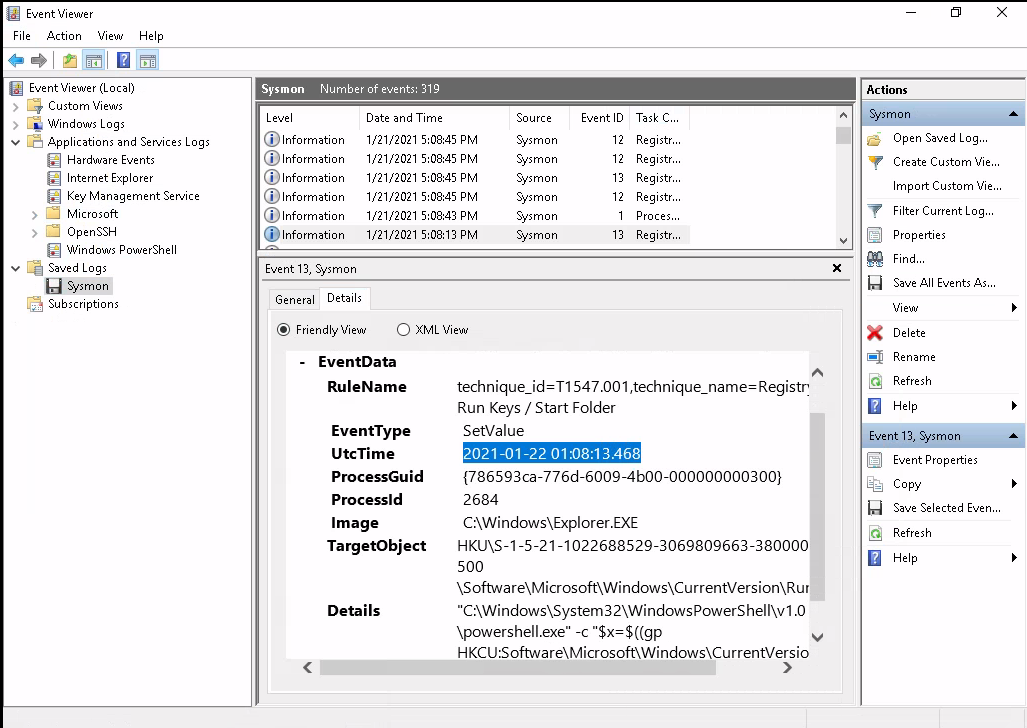 Event Viewer
File Action View Help
Event Viewer (Local)
Custom Views
Windows Logs
Applications and Services Logs
Hardware Events
Internet Explorer
Key Management Service
Microsoft
OpenSSH
Windows PowerShell
Saved Logs
Sysmon
Subscriptions
Sysmon Number of events: 319
Level Date and Time Source Event ID Task C...
Information 1/21/2021 5:08:45 PM Sysmon 12 Registr...
Information 1/21/2021 5:08:45 PM Sysmon 12 Registr...
Information 1/21/2021 5:08:45 PM Sysmon 13 Registr...
Information 1/21/2021 5:08:45 PM Sysmon 12 Registr...
Information 1/21/2021 5:08:43 PM Sysmon 1 Proces...
Information 1/21/2021 5:08:13 PM Sysmon 13 Registr...
Event 13, Sysmon
General Details
Friendly View XML View
- EventData
RuleName technique_id=T1547.001,technique_name=Registry
Run Keys / Start Folder
EventType SetValue
UtcTime 2021-01-22 01:08:13.468
ProcessGuid {786593ca-776d-6009-4b00-000000000300}
ProcessId 2684
Image C:\Windows\Explorer.EXE
TargetObject HKU\S-1-5-21-1022688529-3069809663-380000
500
\Software\Microsoft\Windows\CurrentVersion\Run
Details "C:\Windows\System32\WindowsPowerShell\v1.0
\powershell.exe" -c "$x=$((gp
HKCU:Software\Microsoft\Windows\CurrentVersio
Actions
Sysmon
Open Saved Log...
Create Custom Vie...
Import Custom Vie...
Filter Current Log...
Properties
Find...
Save All Events As...
View
Delete
Rename
Refresh
Help
Event 13, Sysmon
Event Properties
Copy
Save Selected Even...
Refresh
Help